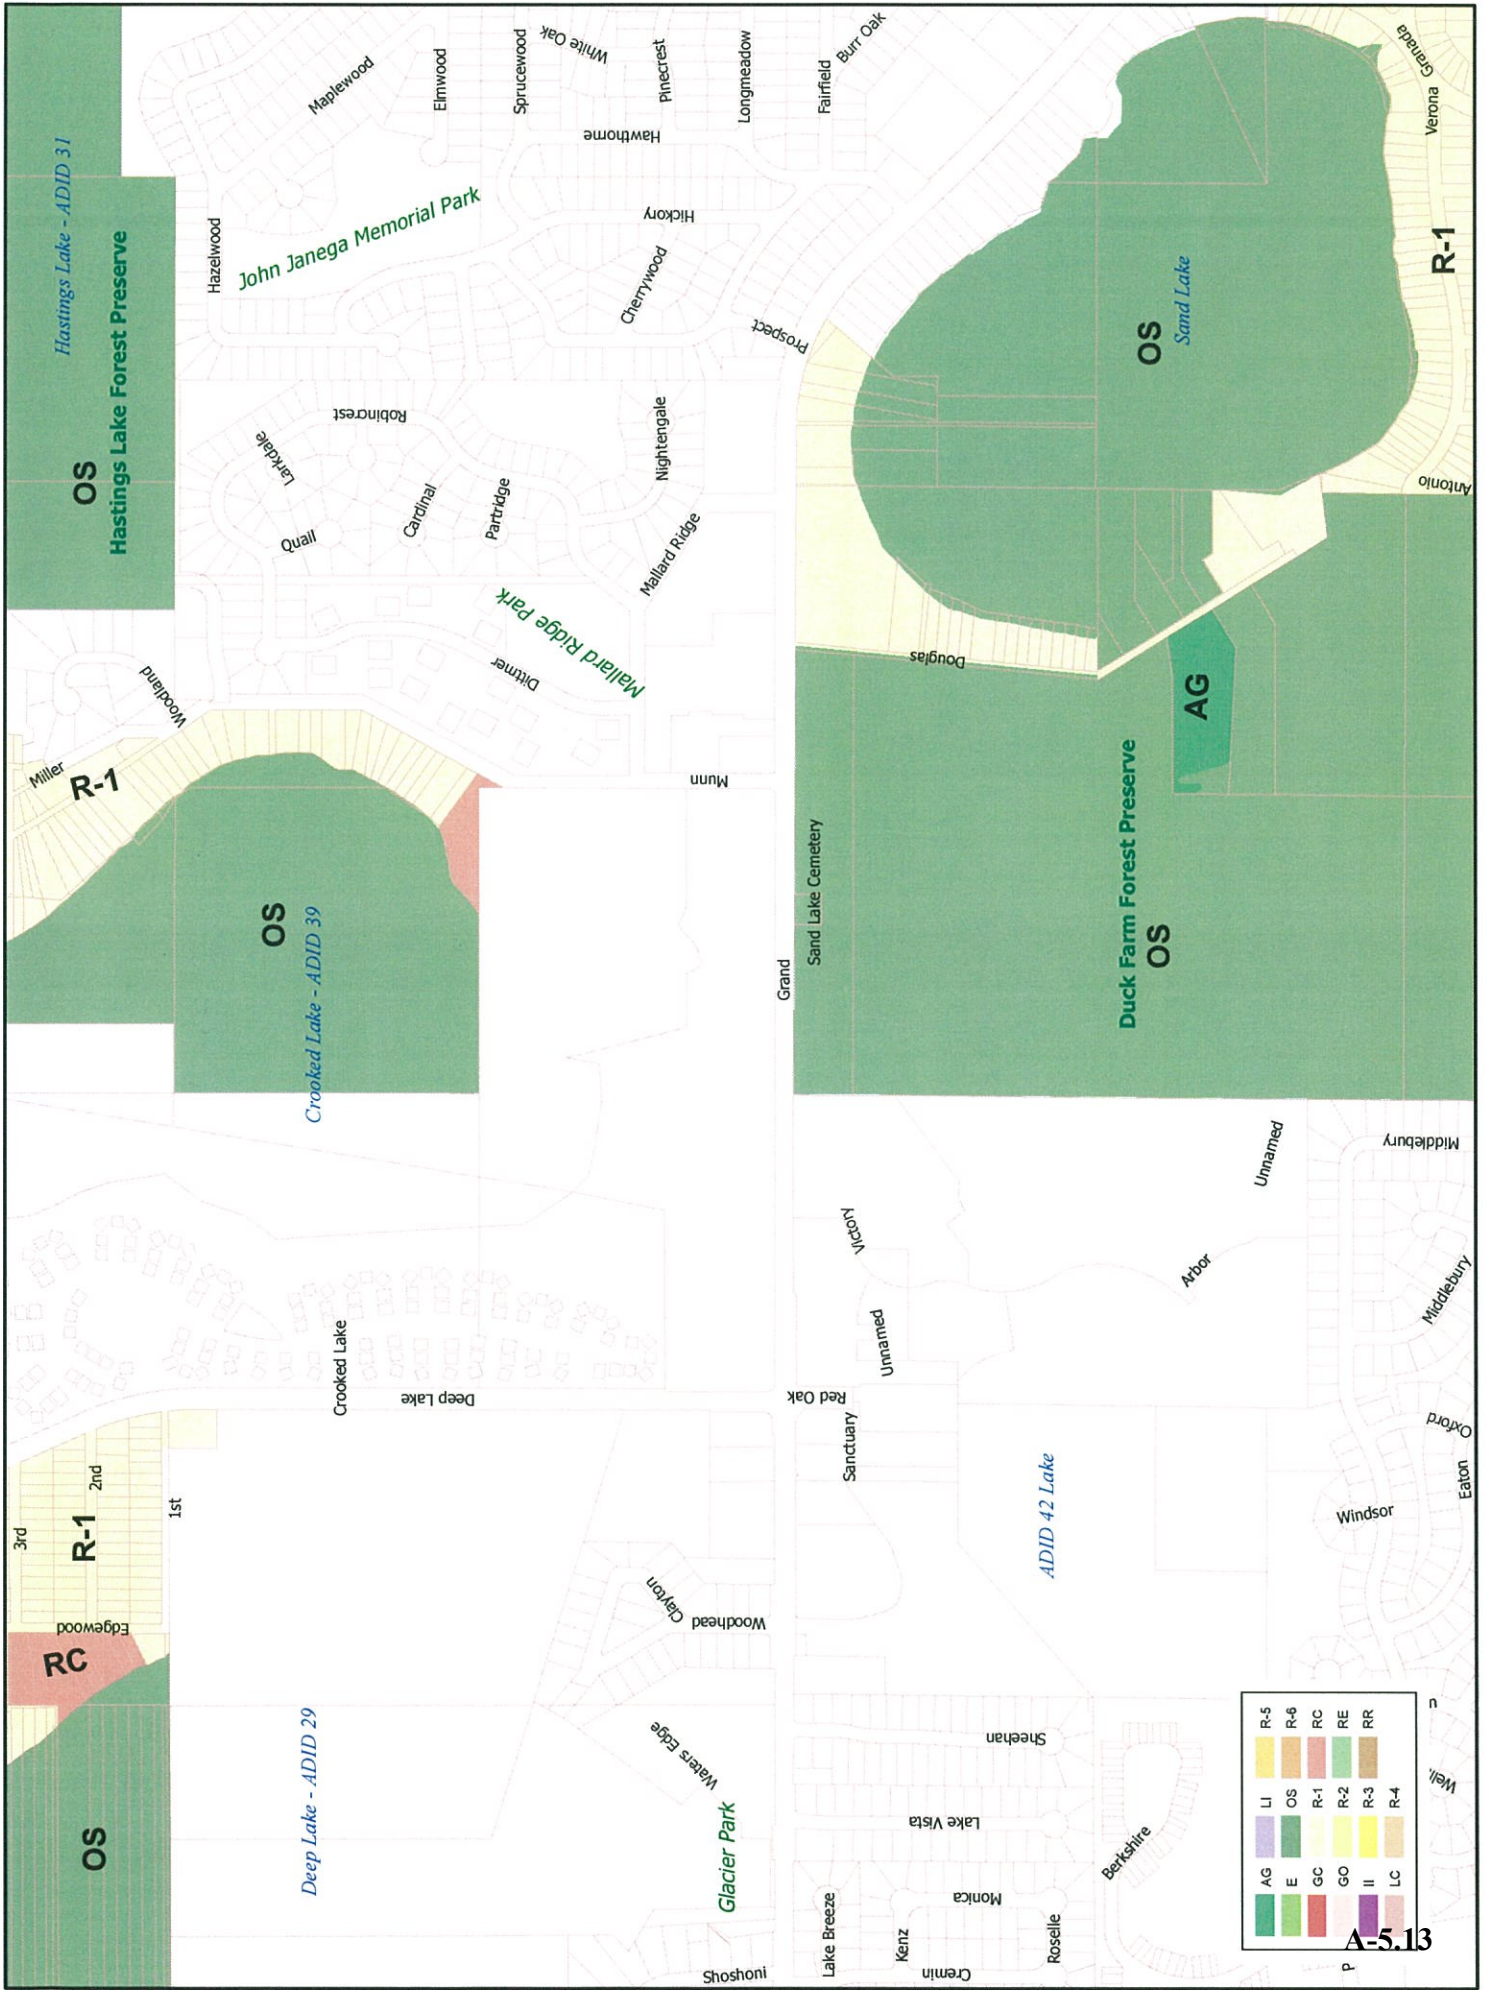 Shoshoni
Lake Breeze
Kenz
Cremin
Monica
Roselle
Berkshire
Lake Vista
Sheehan
Glacier Park
Waters Edge
Woodhead
Clayton
Deep Lake - ADID 29
OS
RC
Edgewood
R-1
3rd
2nd
1st
Deep Lake
Crooked Lake
Crooked Lake - ADID 39
OS
R-1
Miller
Woodland
Munn
Dittmer
Mallard Ridge Park
Quail
Larkdale
Cardinal
Partridge
Robincrest
Nightengale
Mallard Ridge
Hastings Lake - ADID 31
OS
Hastings Lake Forest Preserve
Hazelwood
John Janega Memorial Park
Maplewood
Elmwood
Sprucewood
White Oak
Pinecrest
Longmeadow
Fairfield
Burr Oak
Hawthorne
Hickory
Cherrywood
Prospect
Grand
Sand Lake Cemetery
Red Oak
Sanctuary
Unnamed
Victory
Arbor
Unnamed
ADID 42 Lake
Windsor
Eaton
Oxford
Middlebury
Middlebury
Duck Farm Forest Preserve
OS
AG
Douglas
OS
Sand Lake
Antonio
R-1
Verona
Granada
Well.
u
P
AG
E
GC
GO
II
LC
LI
OS
R-1
R-2
R-3
R-4
R-5
R-6
RC
RE
RR
A-5.13